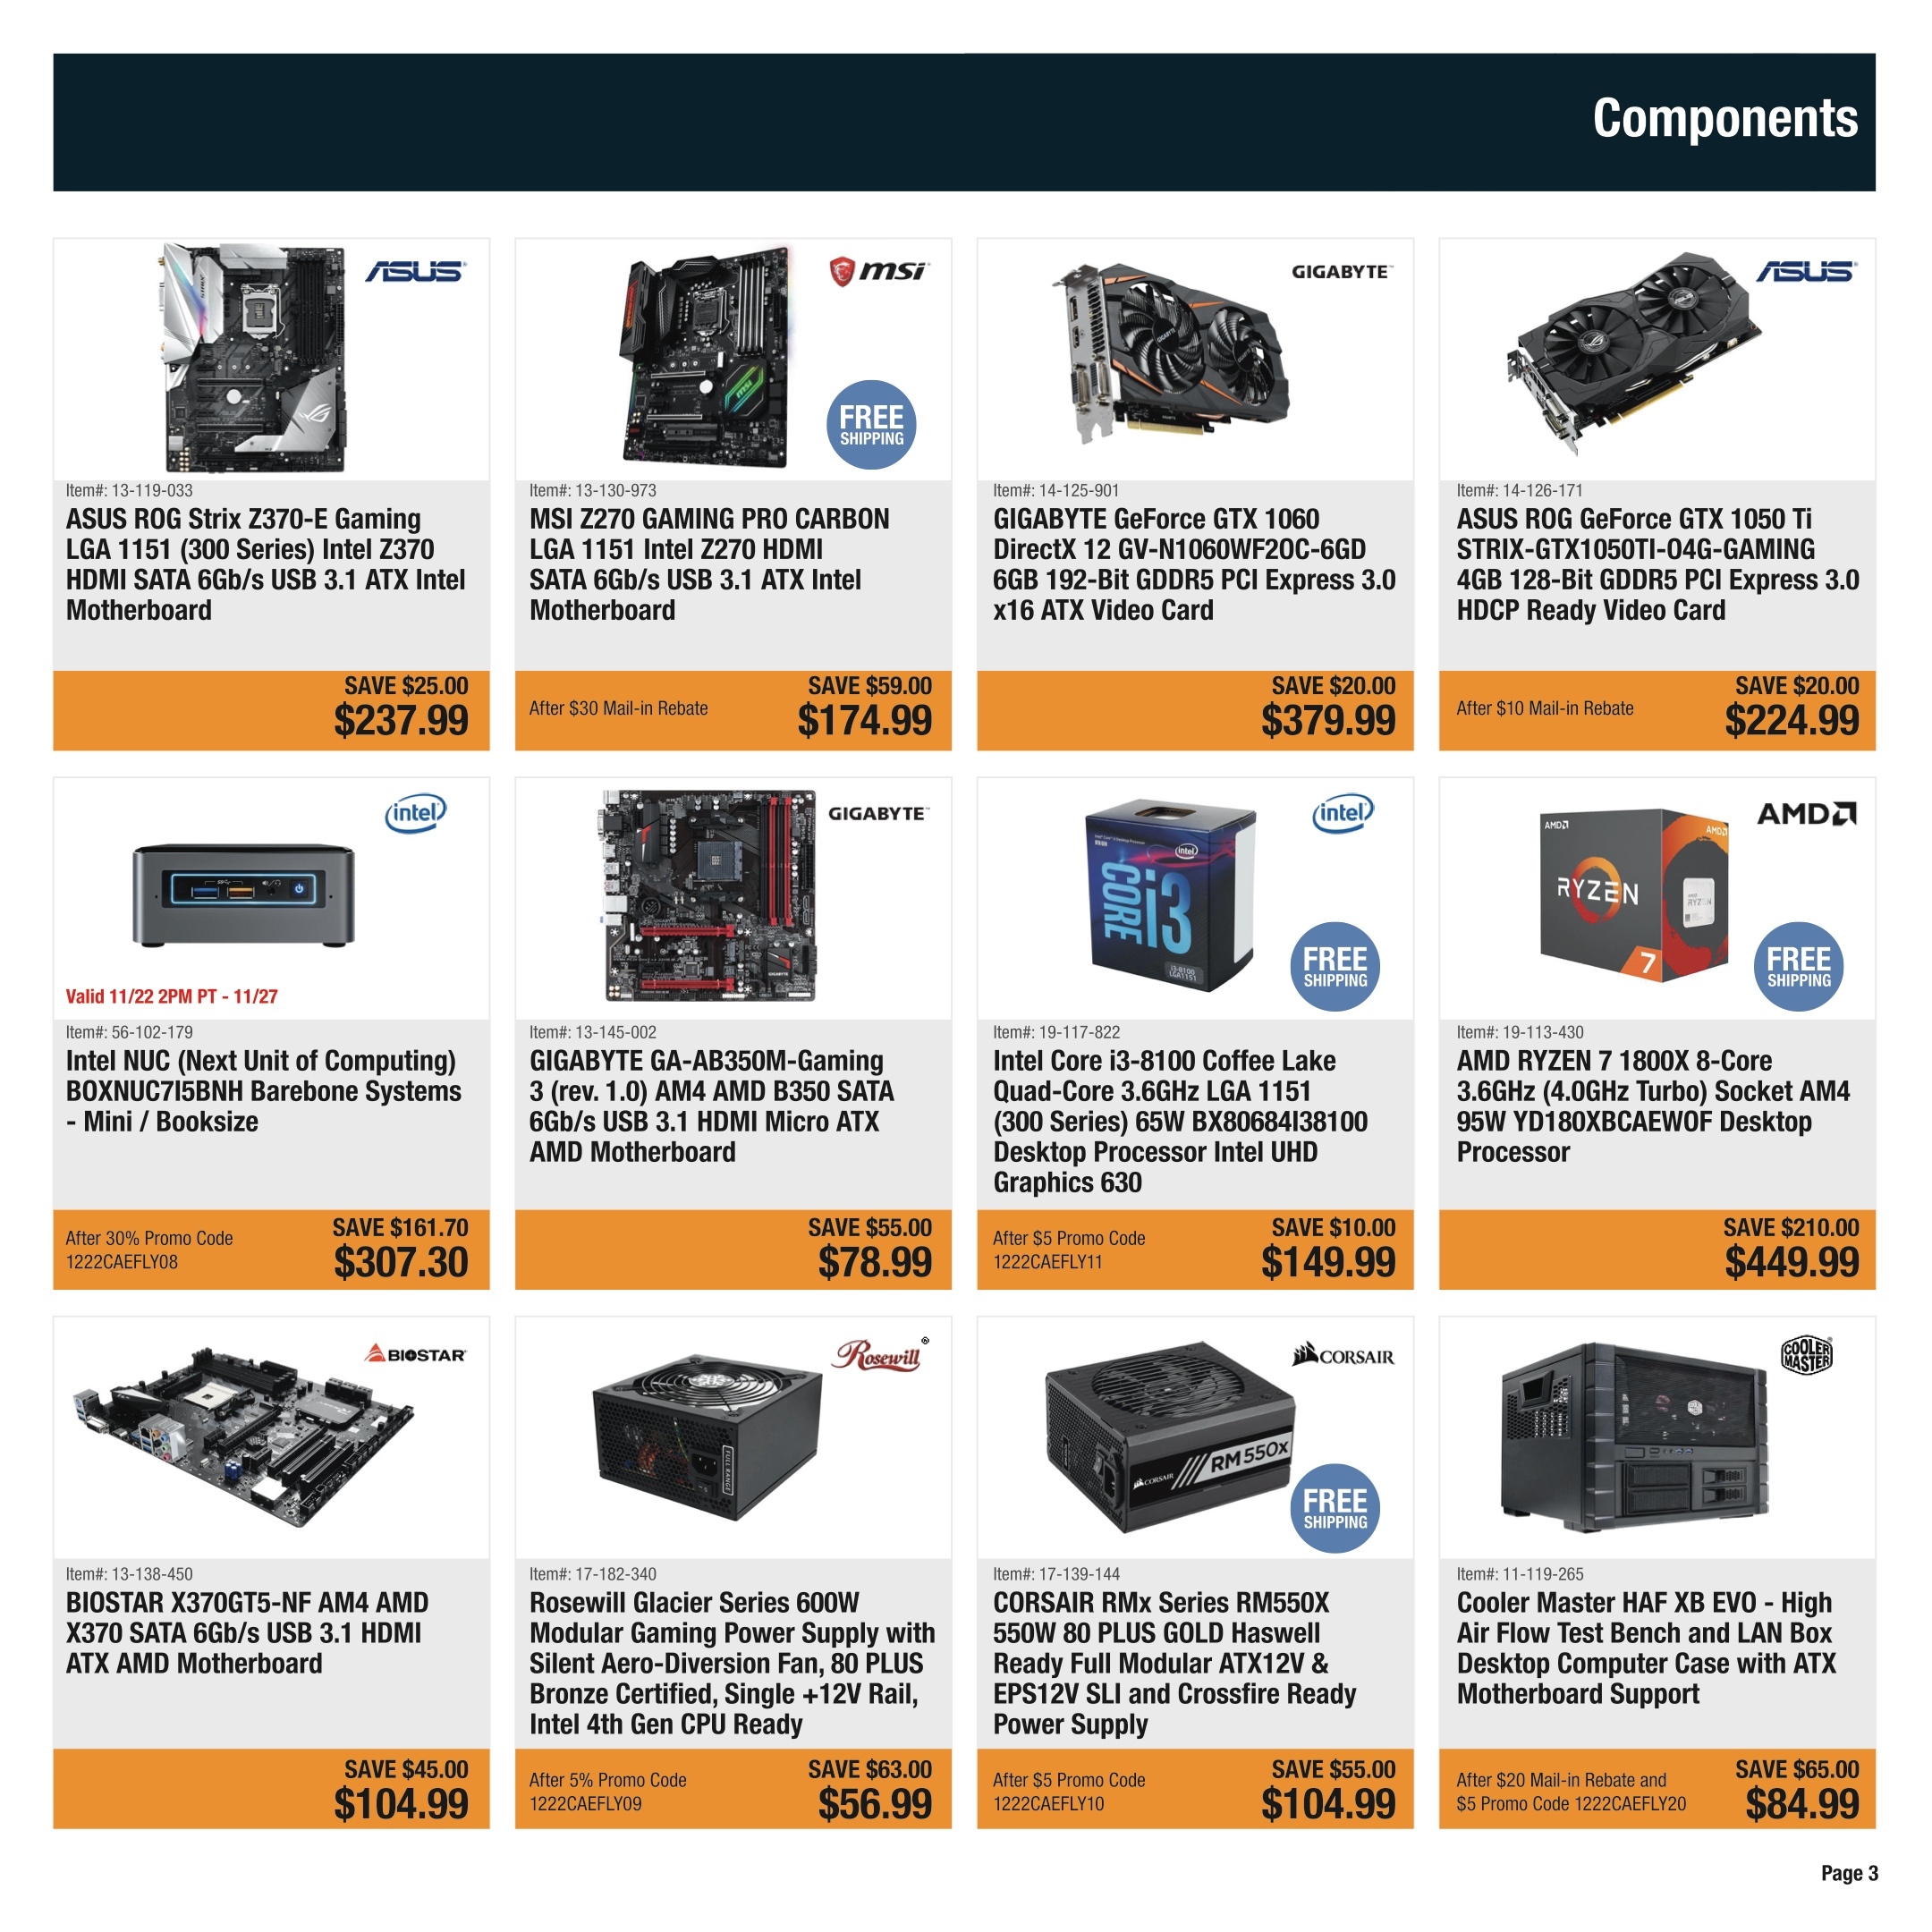 Components
ASUS
msi
FREE
SHIPPING
GIGABYTE™
ASUS
Item#: 13-119-033
ASUS ROG Strix Z370-E Gaming
LGA 1151 (300 Series) Intel Z370
HDMI SATA 6Gb/s USB 3.1 ATX Intel
Motherboard
SAVE $25.00
$237.99
Item#: 13-130-973
MSI Z270 GAMING PRO CARBON
LGA 1151 Intel Z270 HDMI
SATA 6Gb/s USB 3.1 ATX Intel
Motherboard
After $30 Mail-in Rebate
SAVE $59.00
$174.99
Item#: 14-125-901
GIGABYTE GeForce GTX 1060
DirectX 12 GV-N1060WF2OC-6GD
6GB 192-Bit GDDR5 PCI Express 3.0
x16 ATX Video Card
SAVE $20.00
$379.99
Item#: 14-126-171
ASUS ROG GeForce GTX 1050 Ti
STRIX-GTX1050TI-O4G-GAMING
4GB 128-Bit GDDR5 PCI Express 3.0
HDCP Ready Video Card
After $10 Mail-in Rebate
SAVE $20.00
$224.99
intel
Valid 11/22 2PM PT - 11/27
Item#: 56-102-179
Intel NUC (Next Unit of Computing)
BOXNUC7I5BNH Barebone Systems
- Mini / Booksize
After 30% Promo Code
1222CAEFLY08
SAVE $161.70
$307.30
GIGABYTE™
GIGABYTE
Item#: 13-145-002
GIGABYTE GA-AB350M-Gaming
3 (rev. 1.0) AM4 AMD B350 SATA
6Gb/s USB 3.1 HDMI Micro ATX
AMD Motherboard
SAVE $55.00
$78.99
intel
intel
CORE i3
i3-8100
LGA1151
FREE
SHIPPING
Item#: 19-117-822
Intel Core i3-8100 Coffee Lake
Quad-Core 3.6GHz LGA 1151
(300 Series) 65W BX80684I38100
Desktop Processor Intel UHD
Graphics 630
After $5 Promo Code
1222CAEFLY11
SAVE $10.00
$149.99
AMD
AMD
AMD
RYZEN
RYZEN
7
FREE
SHIPPING
Item#: 19-113-430
AMD RYZEN 7 1800X 8-Core
3.6GHz (4.0GHz Turbo) Socket AM4
95W YD180XBCAEWOF Desktop
Processor
SAVE $210.00
$449.99
BIOSTAR
Item#: 13-138-450
BIOSTAR X370GT5-NF AM4 AMD
X370 SATA 6Gb/s USB 3.1 HDMI
ATX AMD Motherboard
SAVE $45.00
$104.99
Rosewill®
FULL RANGE
Item#: 17-182-340
Rosewill Glacier Series 600W
Modular Gaming Power Supply with
Silent Aero-Diversion Fan, 80 PLUS
Bronze Certified, Single +12V Rail,
Intel 4th Gen CPU Ready
After 5% Promo Code
1222CAEFLY09
SAVE $63.00
$56.99
CORSAIR
CORSAIR
RM550x
FREE
SHIPPING
Item#: 17-139-144
CORSAIR RMx Series RM550X
550W 80 PLUS GOLD Haswell
Ready Full Modular ATX12V &
EPS12V SLI and Crossfire Ready
Power Supply
After $5 Promo Code
1222CAEFLY10
SAVE $55.00
$104.99
COOLER
MASTER
Item#: 11-119-265
Cooler Master HAF XB EVO - High
Air Flow Test Bench and LAN Box
Desktop Computer Case with ATX
Motherboard Support
After $20 Mail-in Rebate and
$5 Promo Code 1222CAEFLY20
SAVE $65.00
$84.99
Page 3